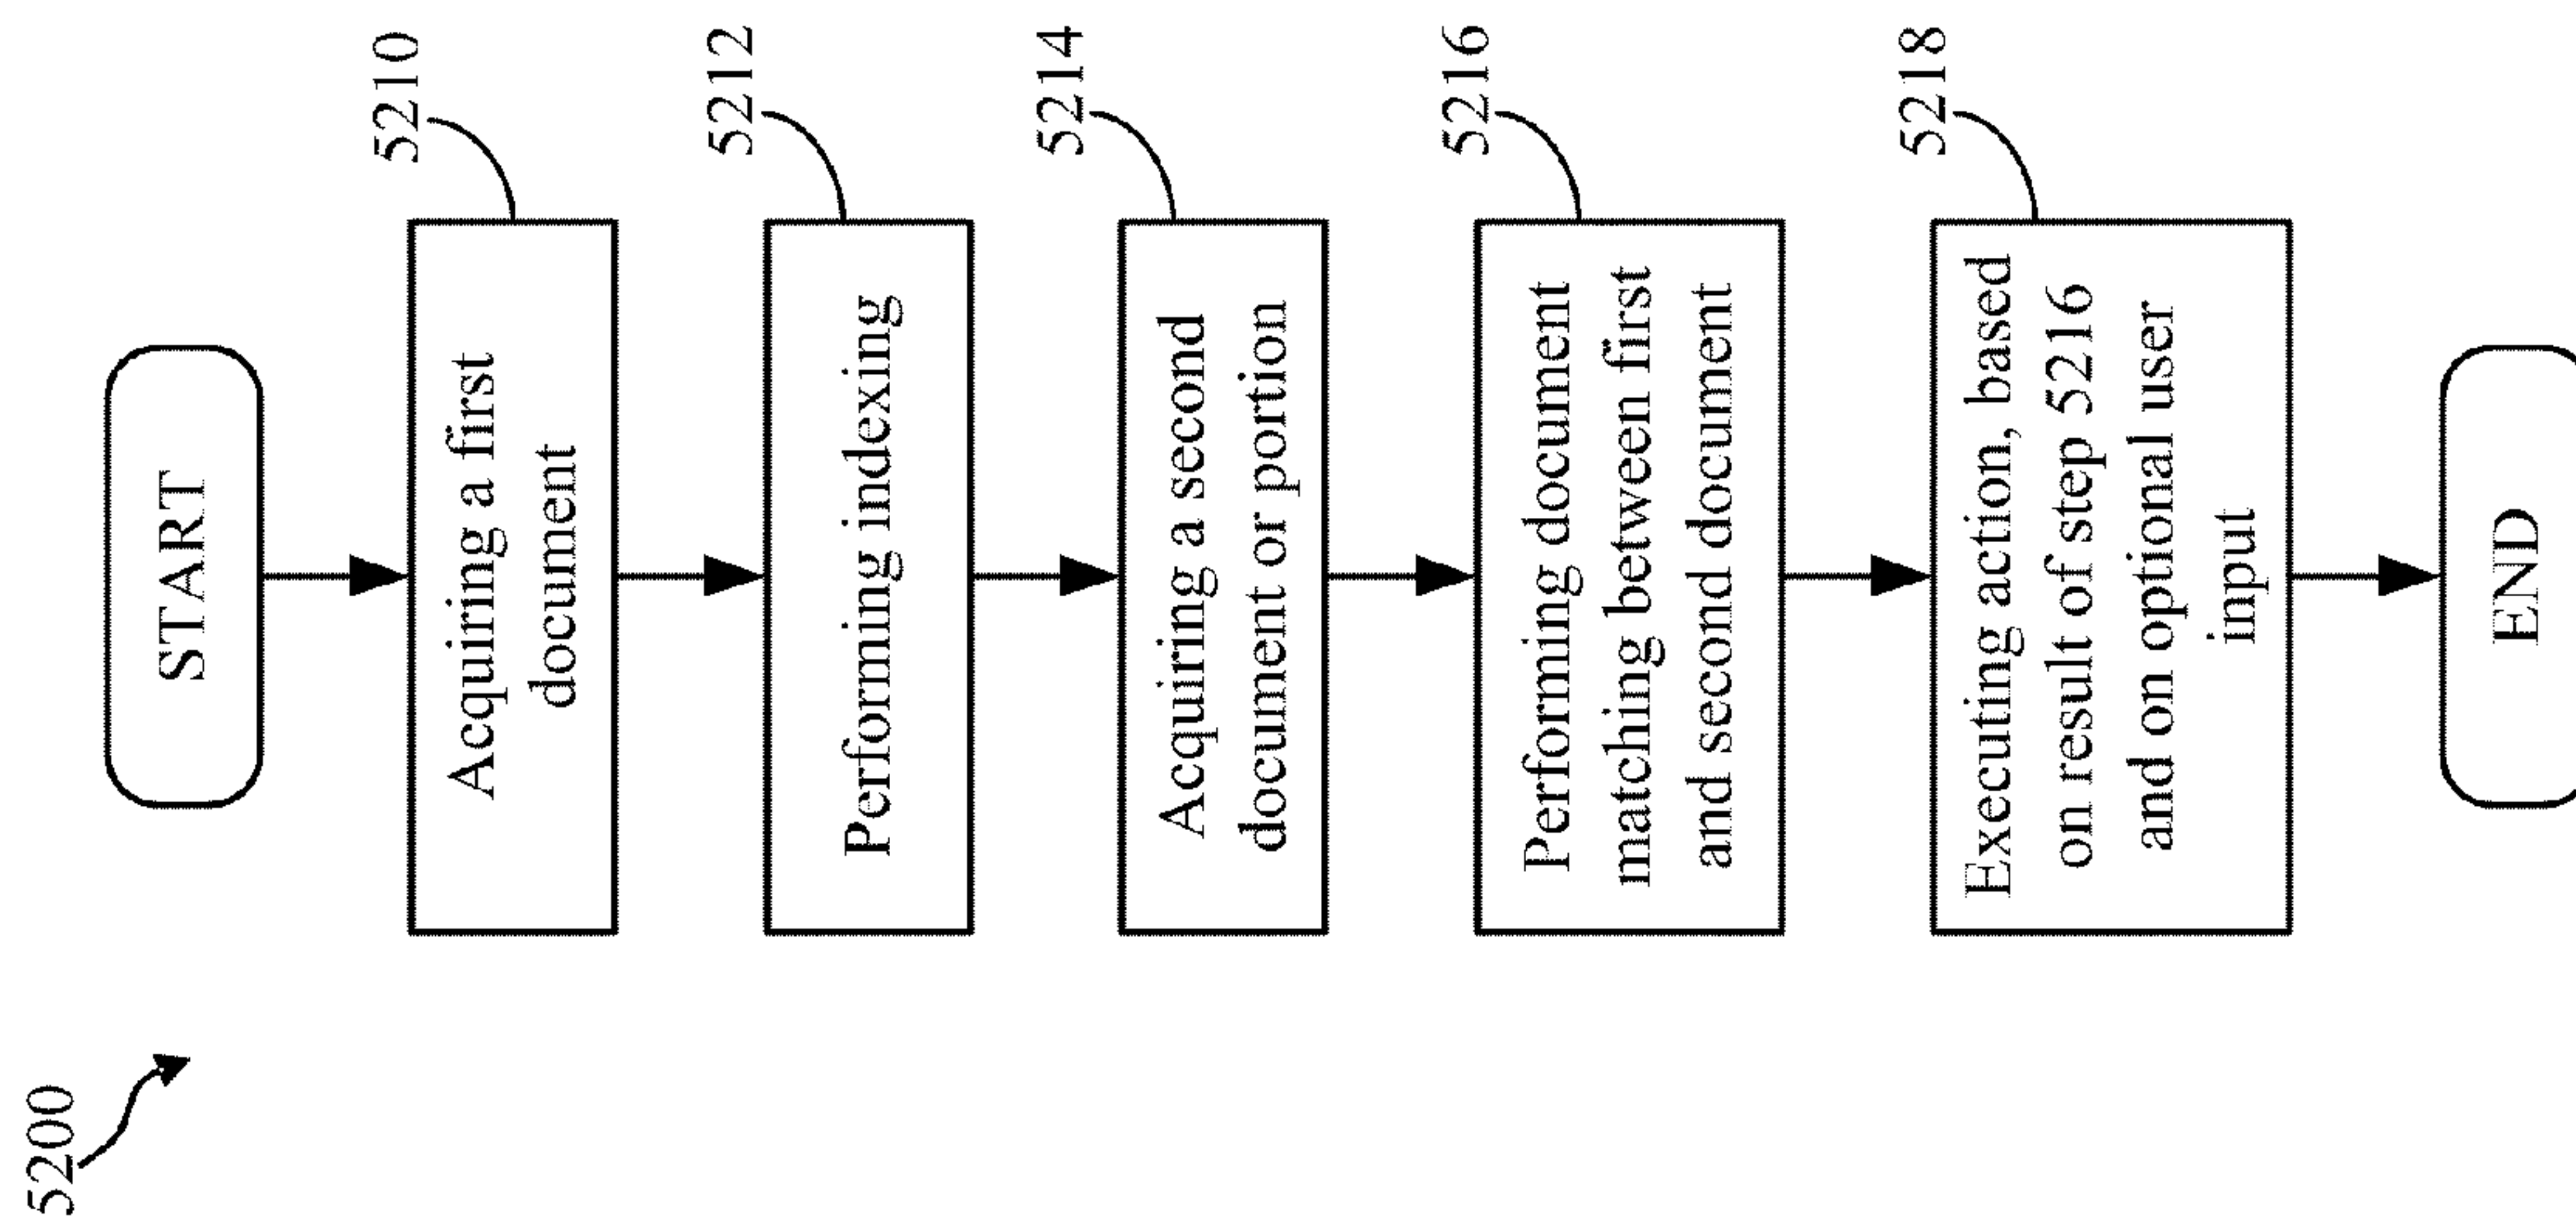 5200
START
5210
Acquiring a first
document
5212
Performing indexing
5214
Acquiring a second
document or portion
5216
Performing document
matching between first
and second document
5218
Executing action, based
on result of step 5216
and on optional user
input
END